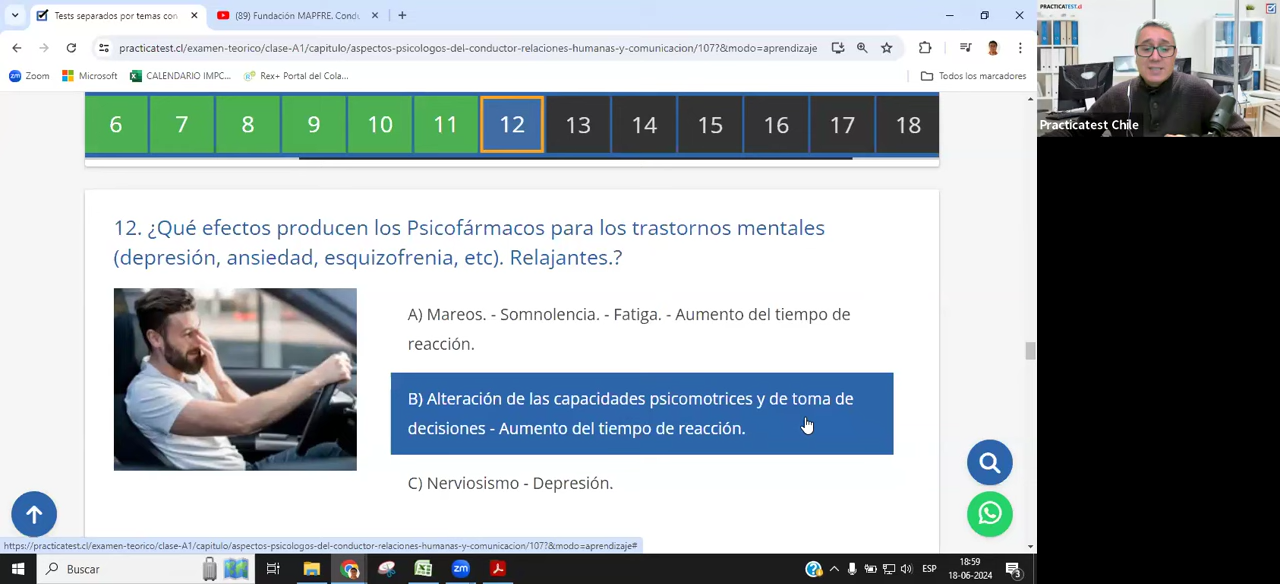 Tests separados por temas con
(89) Fundación MAPFRE, Cond
practicatest.cl/examen-teorico/clase-A1/capitulo/aspectos-psicologos-del-conductor-relaciones-humanas-y-comunicacion/107?&modo=aprendizaje
Zoom
Microsoft
CALENDARIO IMPC...
Rex+ Portal del Cola...
Todos los marcadores
PRACTICATEST.cl
Practicatest Chile
6 7 8 9 10 11 12 13 14 15 16 17 18
12. ¿Qué efectos producen los Psicofármacos para los trastornos mentales
(depresión, ansiedad, esquizofrenia, etc). Relajantes.?
A) Mareos. - Somnolencia. - Fatiga. - Aumento del tiempo de
reacción.
B) Alteración de las capacidades psicomotrices y de toma de
decisiones - Aumento del tiempo de reacción.
C) Nerviosismo - Depresión.
https://practicatest.cl/examen-teorico/clase-A1/capitulo/aspectos-psicologos-del-conductor-relaciones-humanas-y-comunicacion/107?&modo=aprendizaje#
Buscar
zm
ESP
18:59
18-06-2024
3